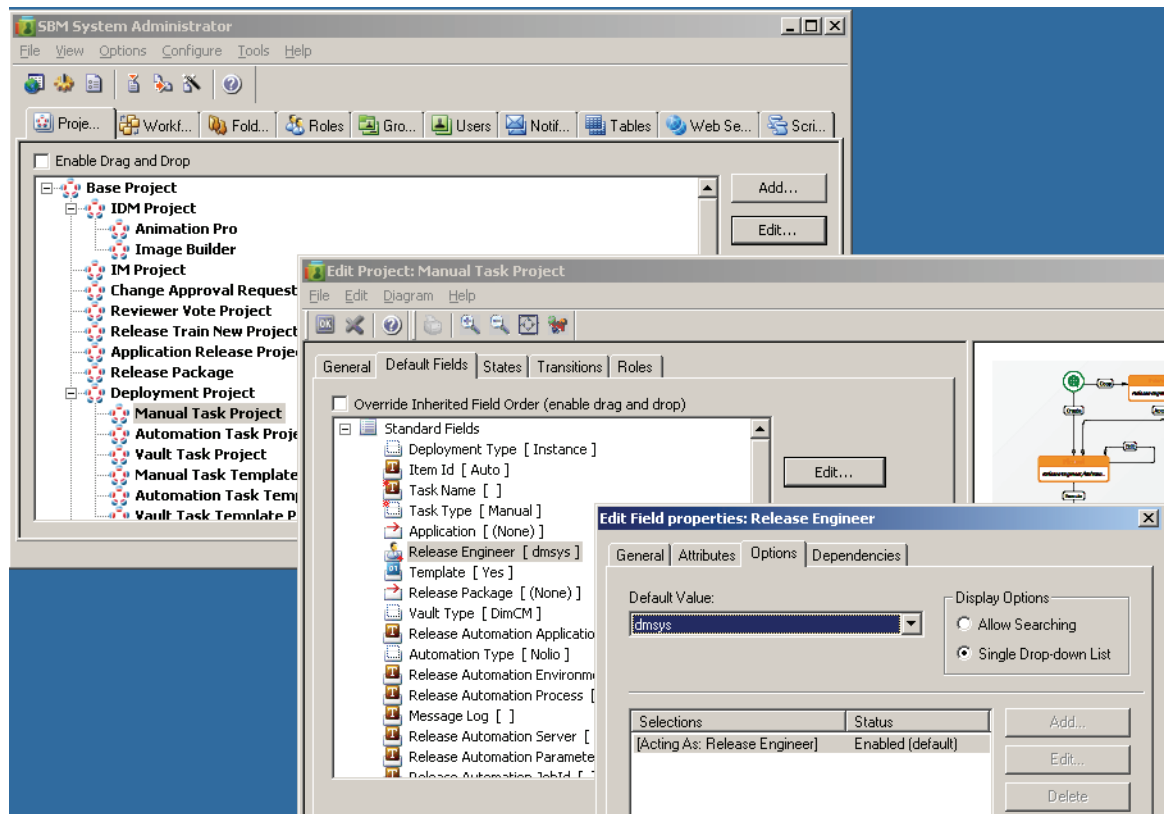 SBM System Administrator
File View Options Configure Tools Help
Proje... Workf... Fold... Roles Gro... Users Notif... Tables Web Se... Scri...
Enable Drag and Drop
Base Project
IDM Project
Animation Pro
Image Builder
IM Project
Change Approval Request
Reviewer Vote Project
Release Train New Project
Application Release Proje
Release Package
Deployment Project
Manual Task Project
Automation Task Proje
Vault Task Project
Manual Task Template
Automation Task Temp
Vault Task Template P
Add...
Edit...
Edit Project: Manual Task Project
File Edit Diagram Help
OK
General Default Fields States Transitions Roles
Override Inherited Field Order (enable drag and drop)
Standard Fields
Deployment Type [ Instance ]
Item Id [ Auto ]
Task Name [ ]
Task Type [ Manual ]
Application [ (None) ]
Release Engineer [ dmsys ]
Template [ Yes ]
Release Package [ (None) ]
Vault Type [ DimCM ]
Release Automation Applicatio
Automation Type [ Nolio ]
Release Automation Environm
Release Automation Process [
Message Log [ ]
Release Automation Server [
Release Automation Paramete
Release Automation JobId [
Edit...
Edit Field properties: Release Engineer
General Attributes Options Dependencies
Default Value:
dmsys
Display Options
Allow Searching
Single Drop-down List
Selections Status
[Acting As: Release Engineer] Enabled (default)
Add...
Edit...
Delete